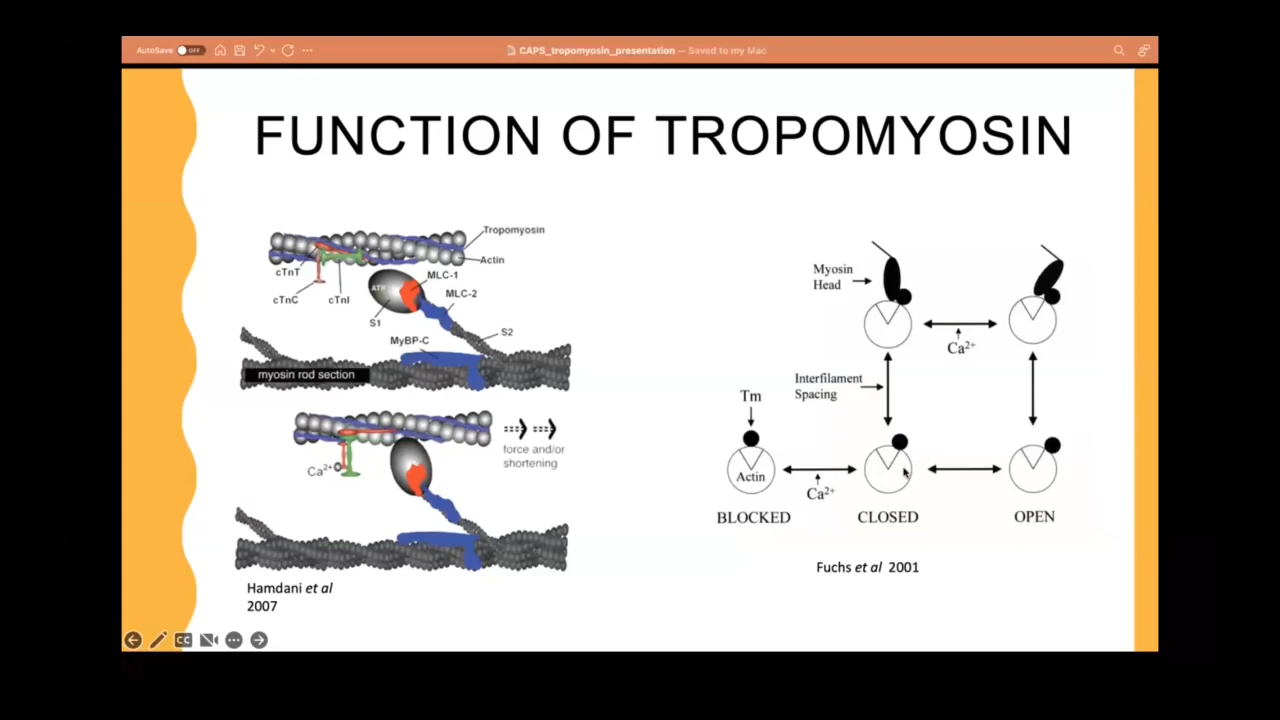 AutoSave OFF
CAPS_tropomyosin_presentation — Saved to my Mac
FUNCTION OF TROPOMYOSIN
Tropomyosin
Actin
cTnT
cTnC
cTnI
ATP
MLC-1
MLC-2
S1
S2
MyBP-C
myosin rod section
Ca2+
force and/or
shortening
Hamdani et al
2007
Myosin
Head
Ca2+
Interfilament
Spacing
Tm
Actin
Ca2+
BLOCKED
CLOSED
OPEN
Fuchs et al 2001
CC